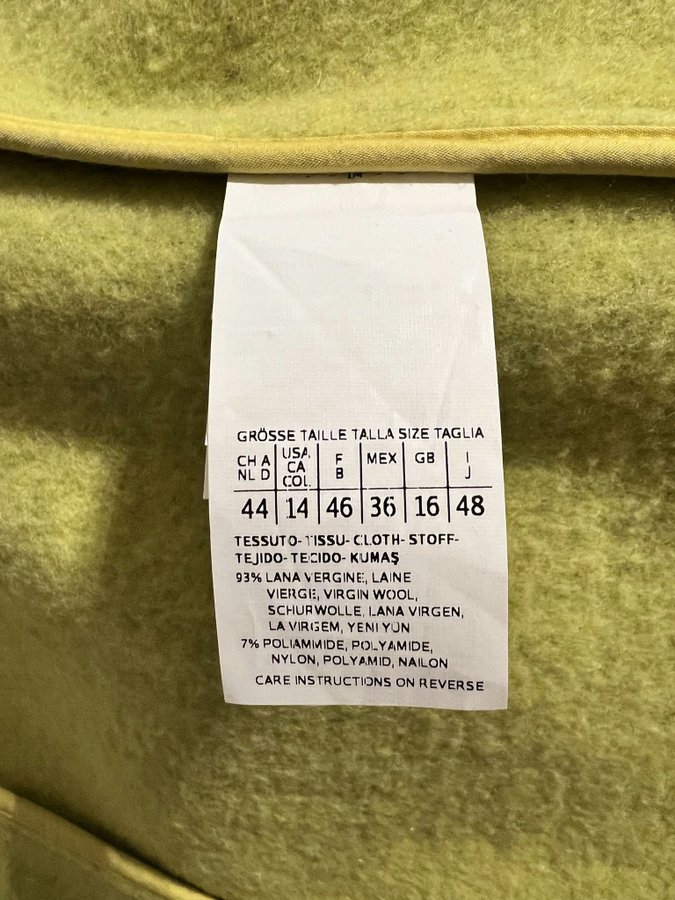 GRÖSSE TAILLE TALLA SIZE TAGLIA
CH A NL D USA, CA COL. F B MEX GB I J
44 14 46 36 16 48
TESSUTO- TISSU- CLOTH- STOFF-
TEJIDO- TECIDO- KUMAŞ
93% LANA VERGINE, LAINE
VIERGE, VIRGIN WOOL,
SCHURWOLLE, LANA VIRGEN,
LA VIRGEM, YENI YÜN
7% POLIAMMIDE, POLYAMIDE,
NYLON, POLYAMID, NAILON
CARE INSTRUCTIONS ON REVERSE